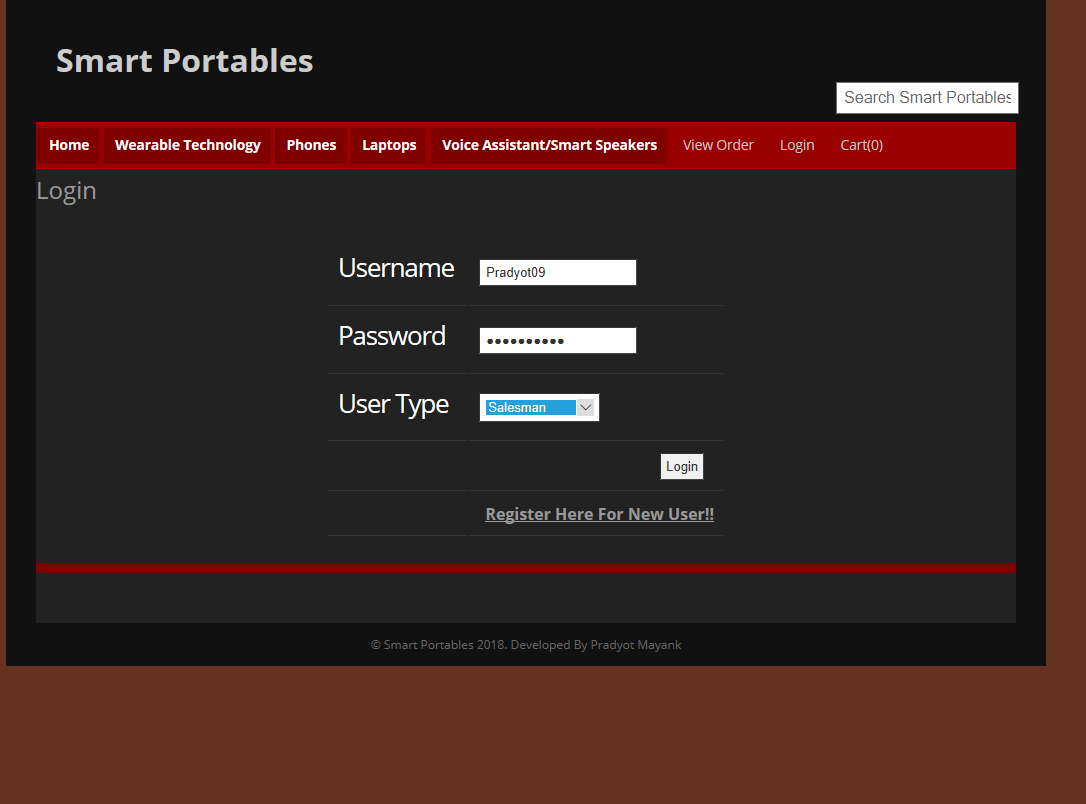 Smart Portables
Search Smart Portables
Home Wearable Technology Phones Laptops Voice Assistant/Smart Speakers View Order Login Cart(0)
Login
Username Pradyot09
Password ••••••••••
User Type Salesman
Login
Register Here For New User!!
© Smart Portables 2018. Developed By Pradyot Mayank